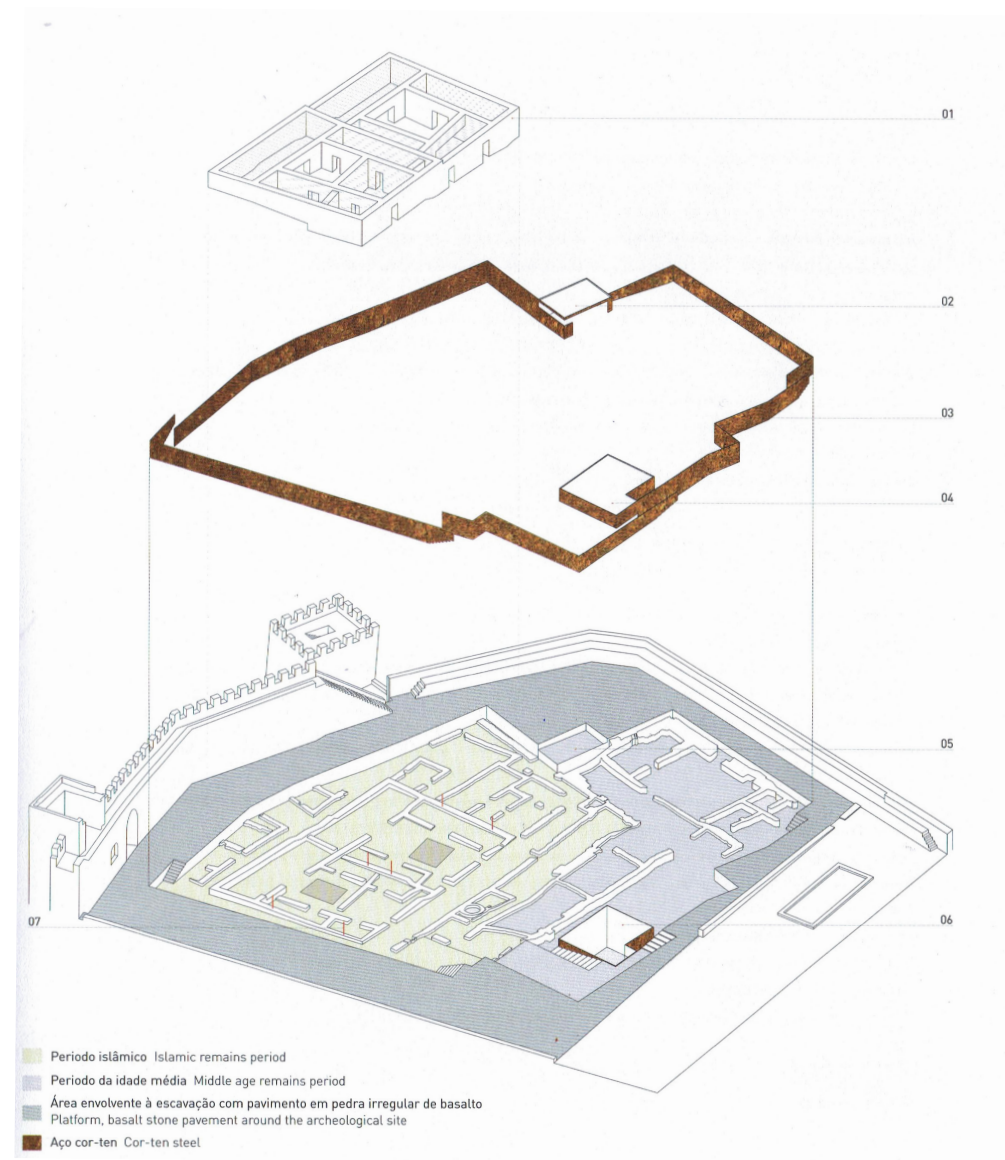 01
02
03
04
05
07
06
Periodo islâmico Islamic remains period
Periodo da idade média Middle age remains period
Área envolvente à escavação com pavimento em pedra irregular de basalto
Platform, basalt stone pavement around the archeological site
Aço cor-ten Cor-ten steel